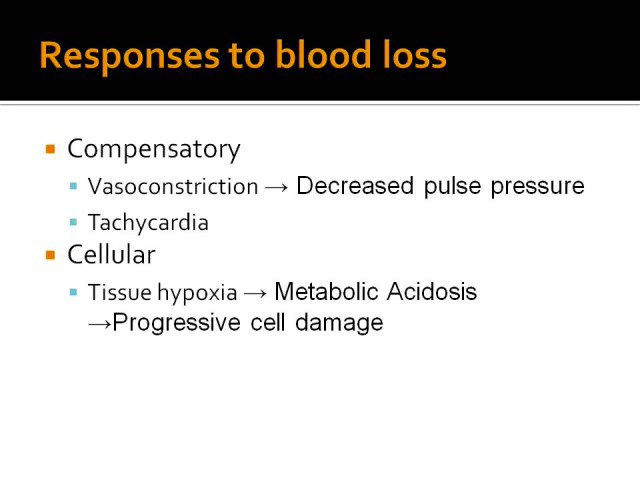 Responses to blood loss
Compensatory
Vasoconstriction → Decreased pulse pressure
Tachycardia
Cellular
Tissue hypoxia → Metabolic Acidosis
→Progressive cell damage